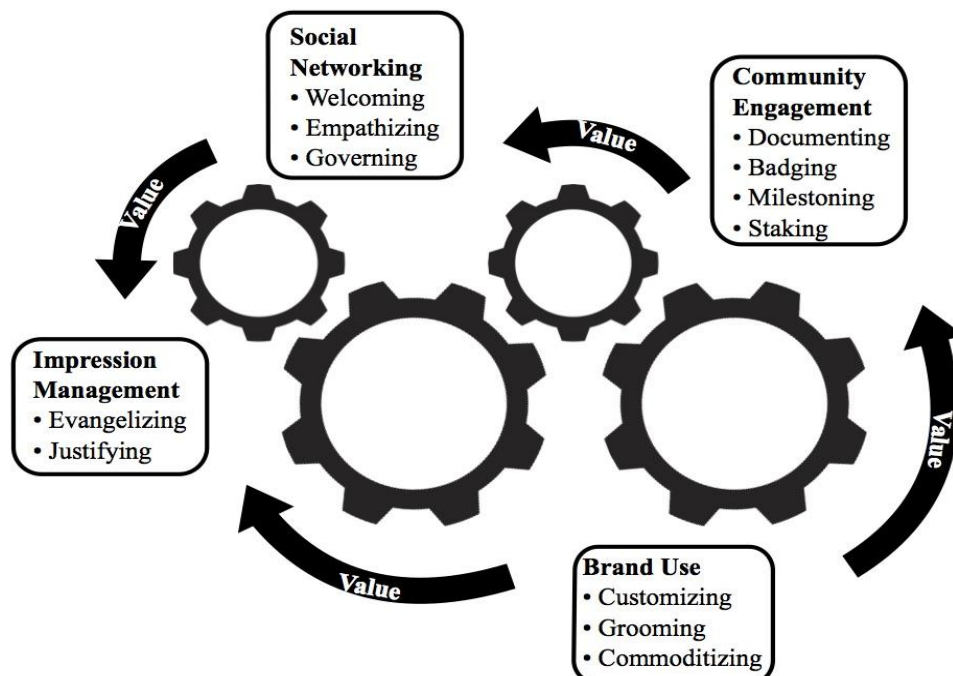 Social
Networking
• Welcoming
• Empathizing
• Governing
Community
Engagement
• Documenting
• Badging
• Milestoning
• Staking
Value
Value
Impression
Management
• Evangelizing
• Justifying
Value
Value
Brand Use
• Customizing
• Grooming
• Commoditizing